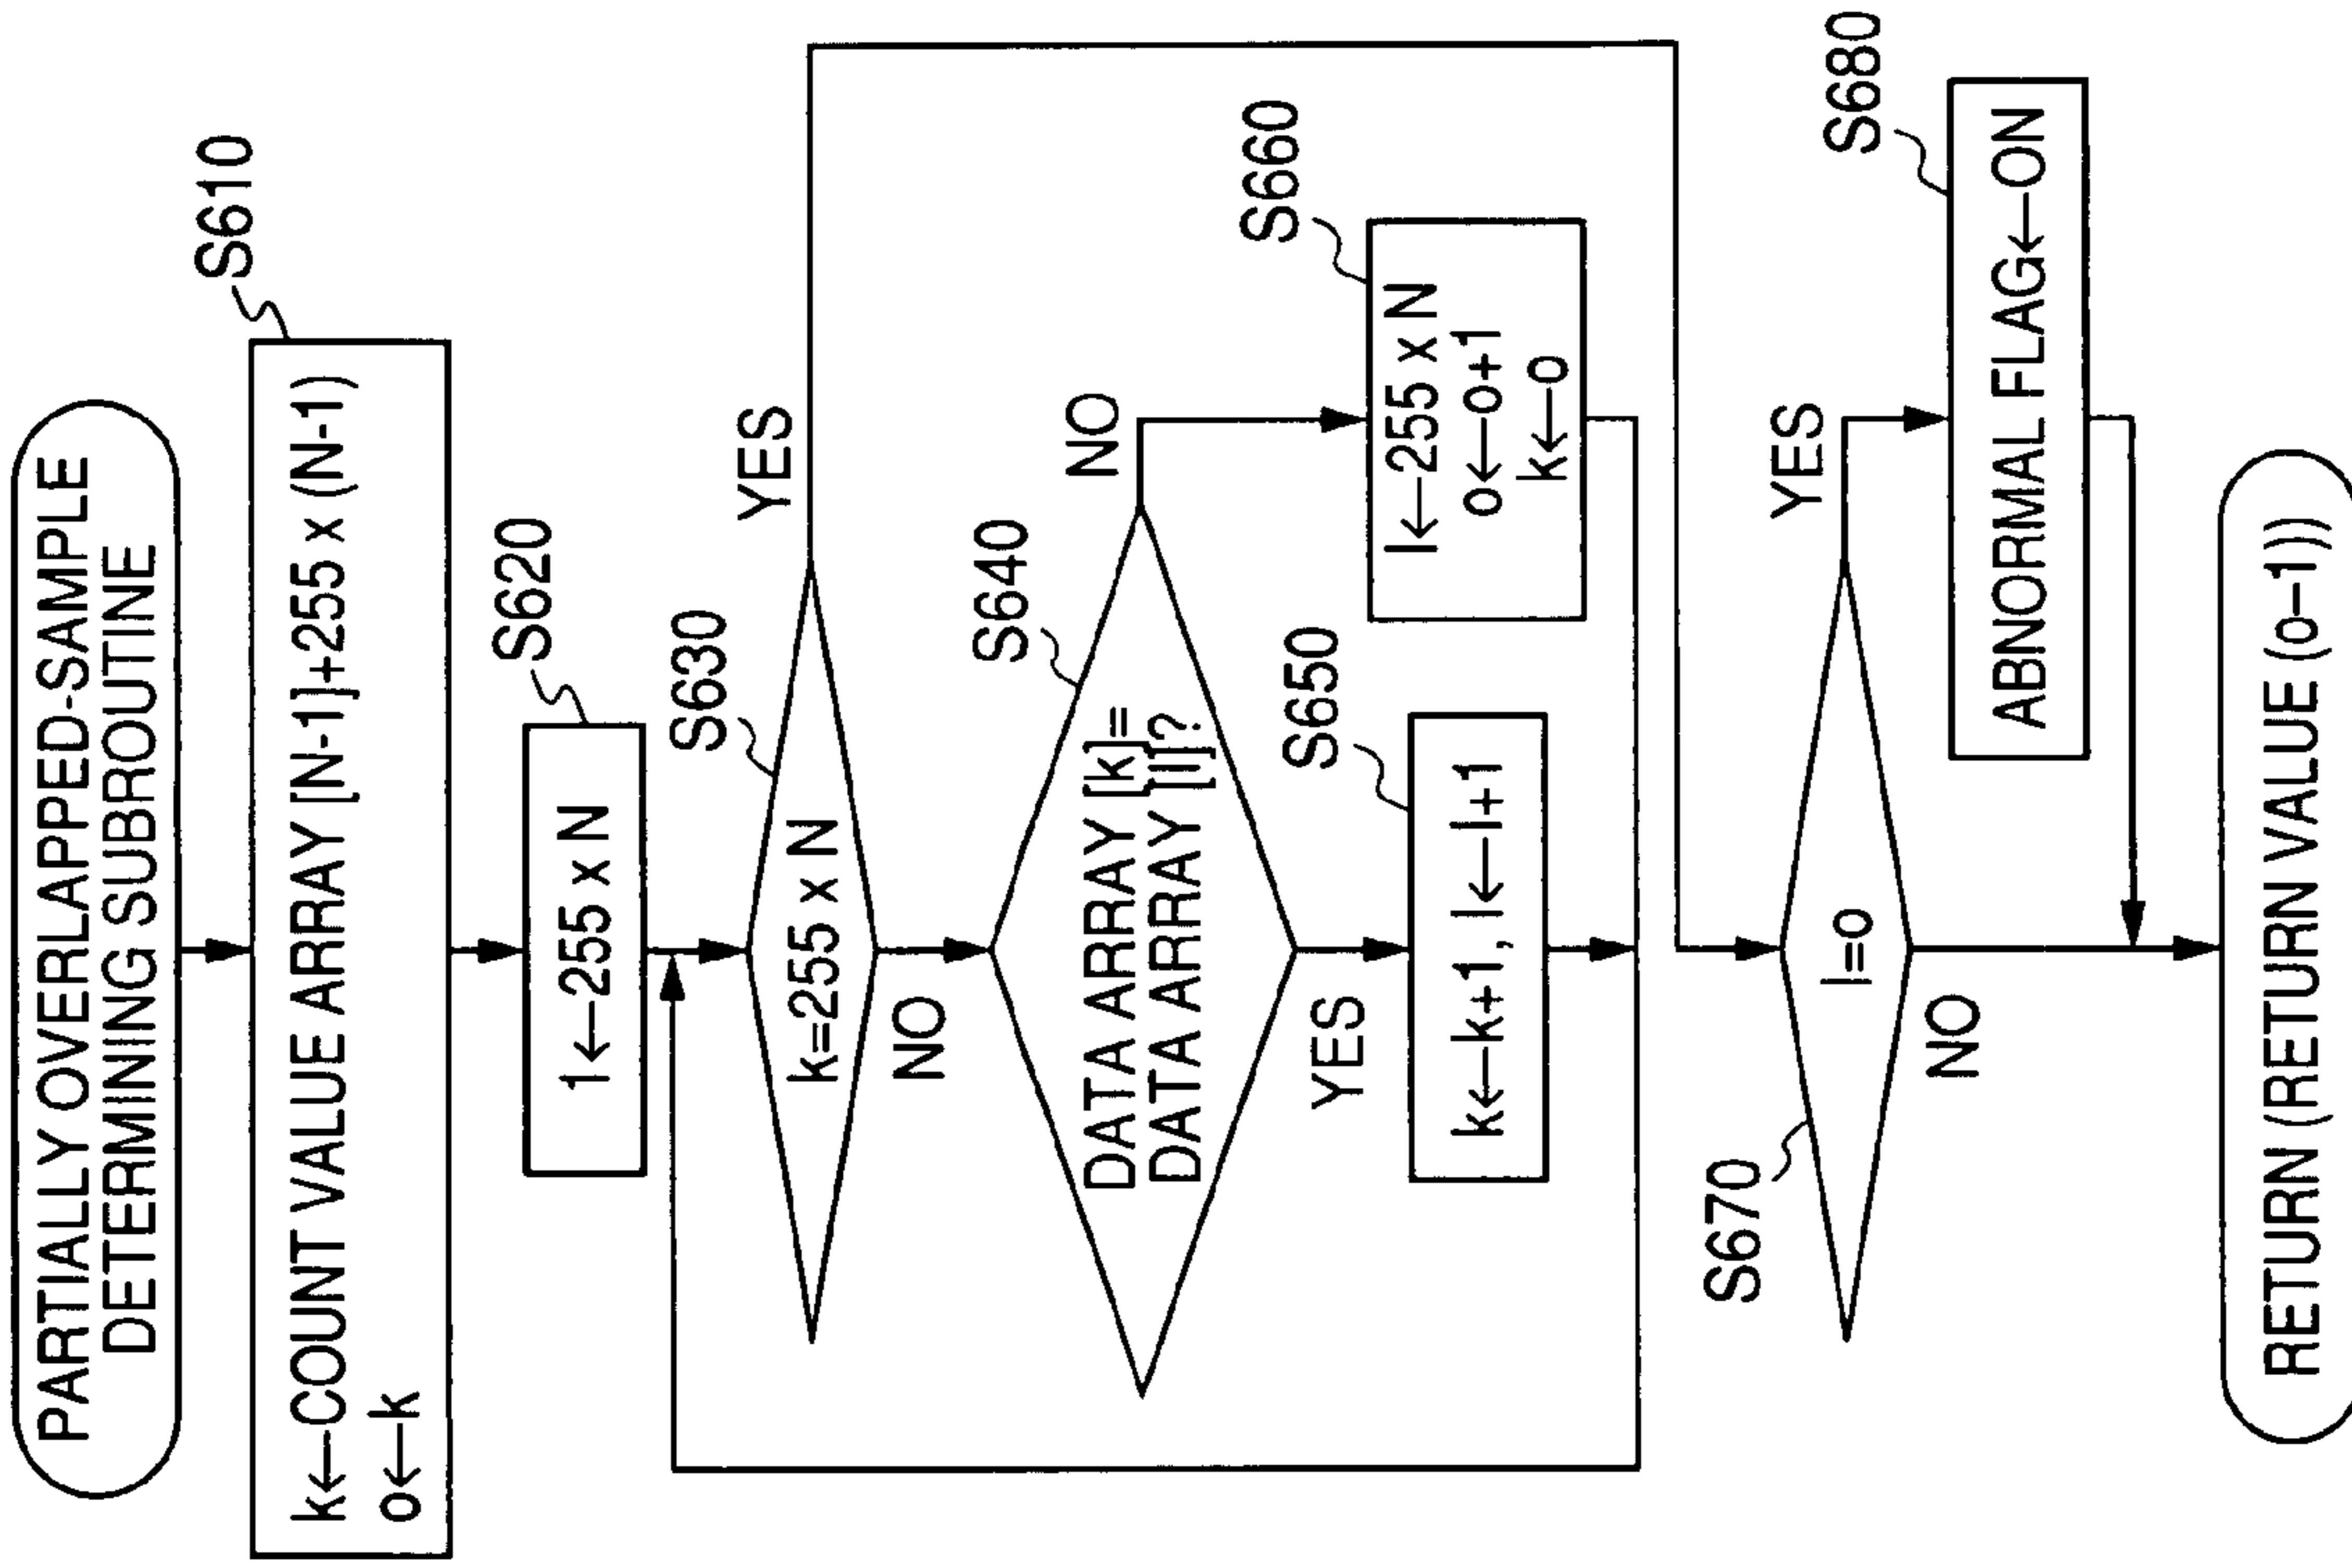 PARTIALLY OVERLAPPED-SAMPLE
DETERMINING SUBROUTINE
S610
k←COUNT VALUE ARRAY [N-1]+255 x (N-1)
o←k
S620
1←255 x N
S630
k=255 x N
YES
NO
S640
DATA ARRAY [k]=
DATA ARRAY [l]?
NO
YES
S650
k←k+1, l←l+1
S660
l←255 x N
o←o+1
k←o
S670
l=0
YES
NO
S680
ABNORMAL FLAG←ON
RETURN (RETURN VALUE (o-1))